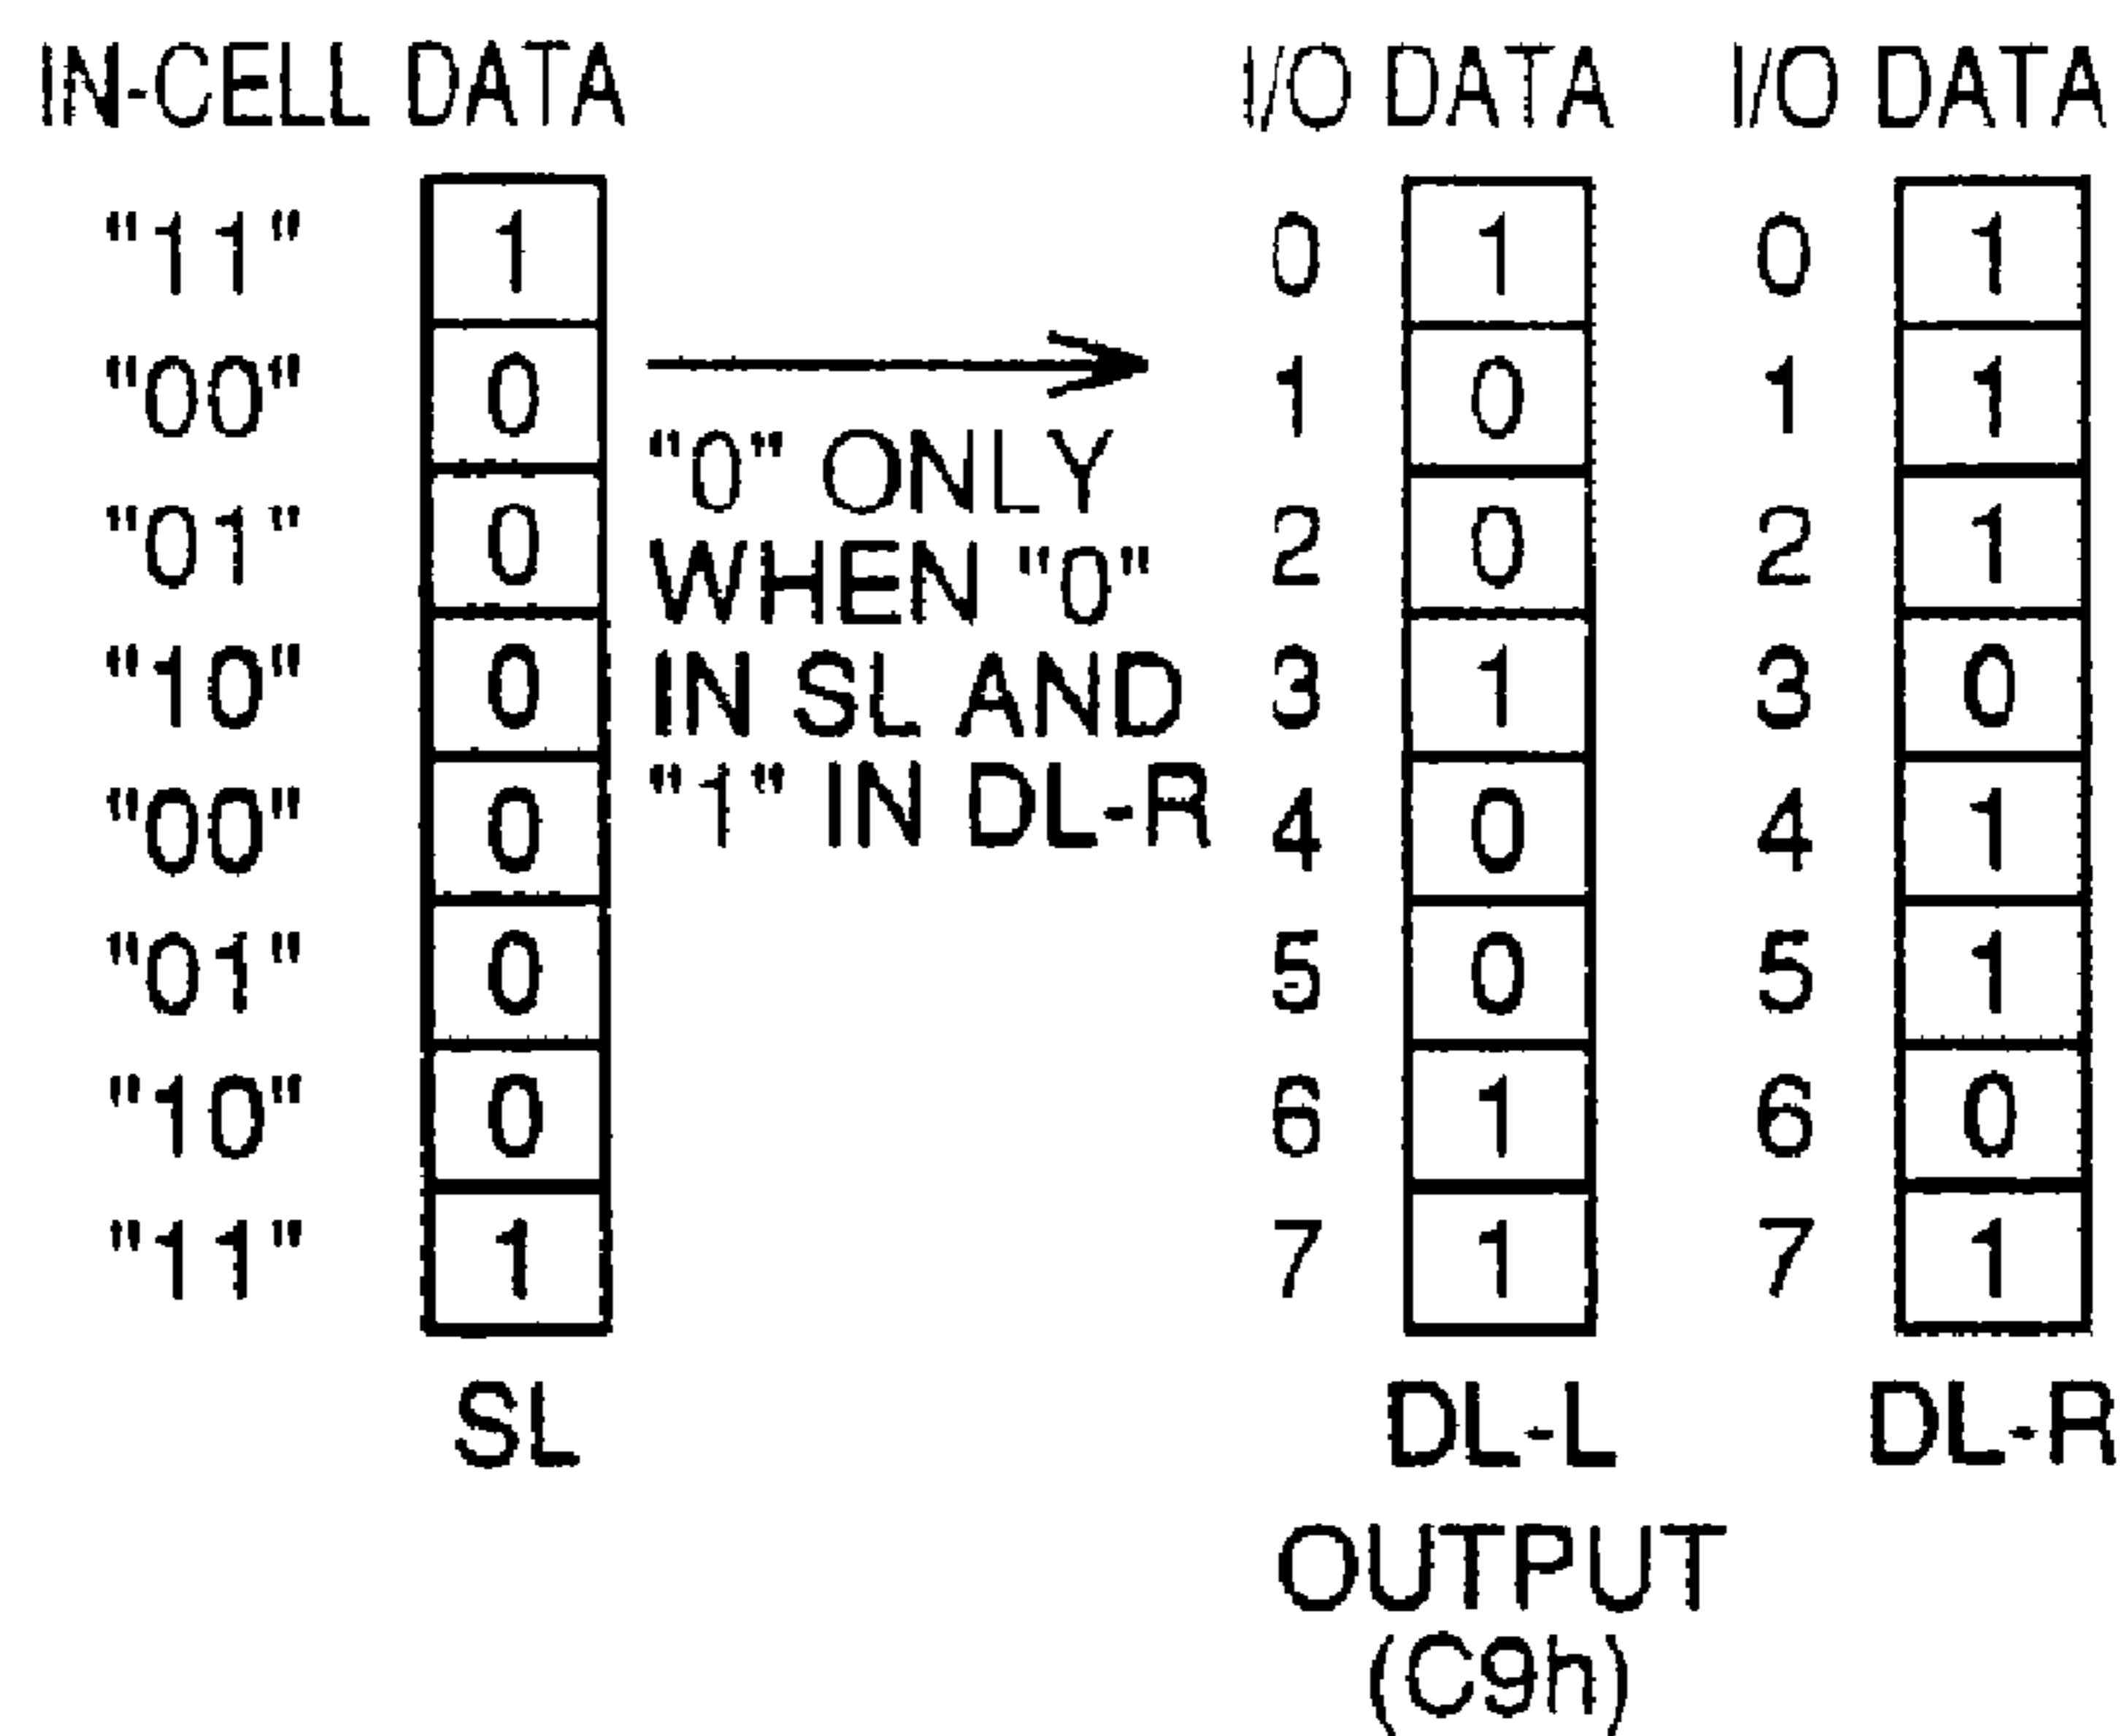 IN-CELL DATA I/O DATA I/O DATA
"11" 1 0 1 0 1
"00" 0 1 0 1 1
"01" 0 2 0 2 1
"10" 0 3 1 3 0
"00" 0 4 0 4 1
"01" 0 5 0 5 1
"10" 0 6 1 6 0
"11" 1 7 1 7 1
"0" ONLY
WHEN "0"
IN SL AND
"1" IN DL-R
SL DL-L DL-R
OUTPUT
(C9h)